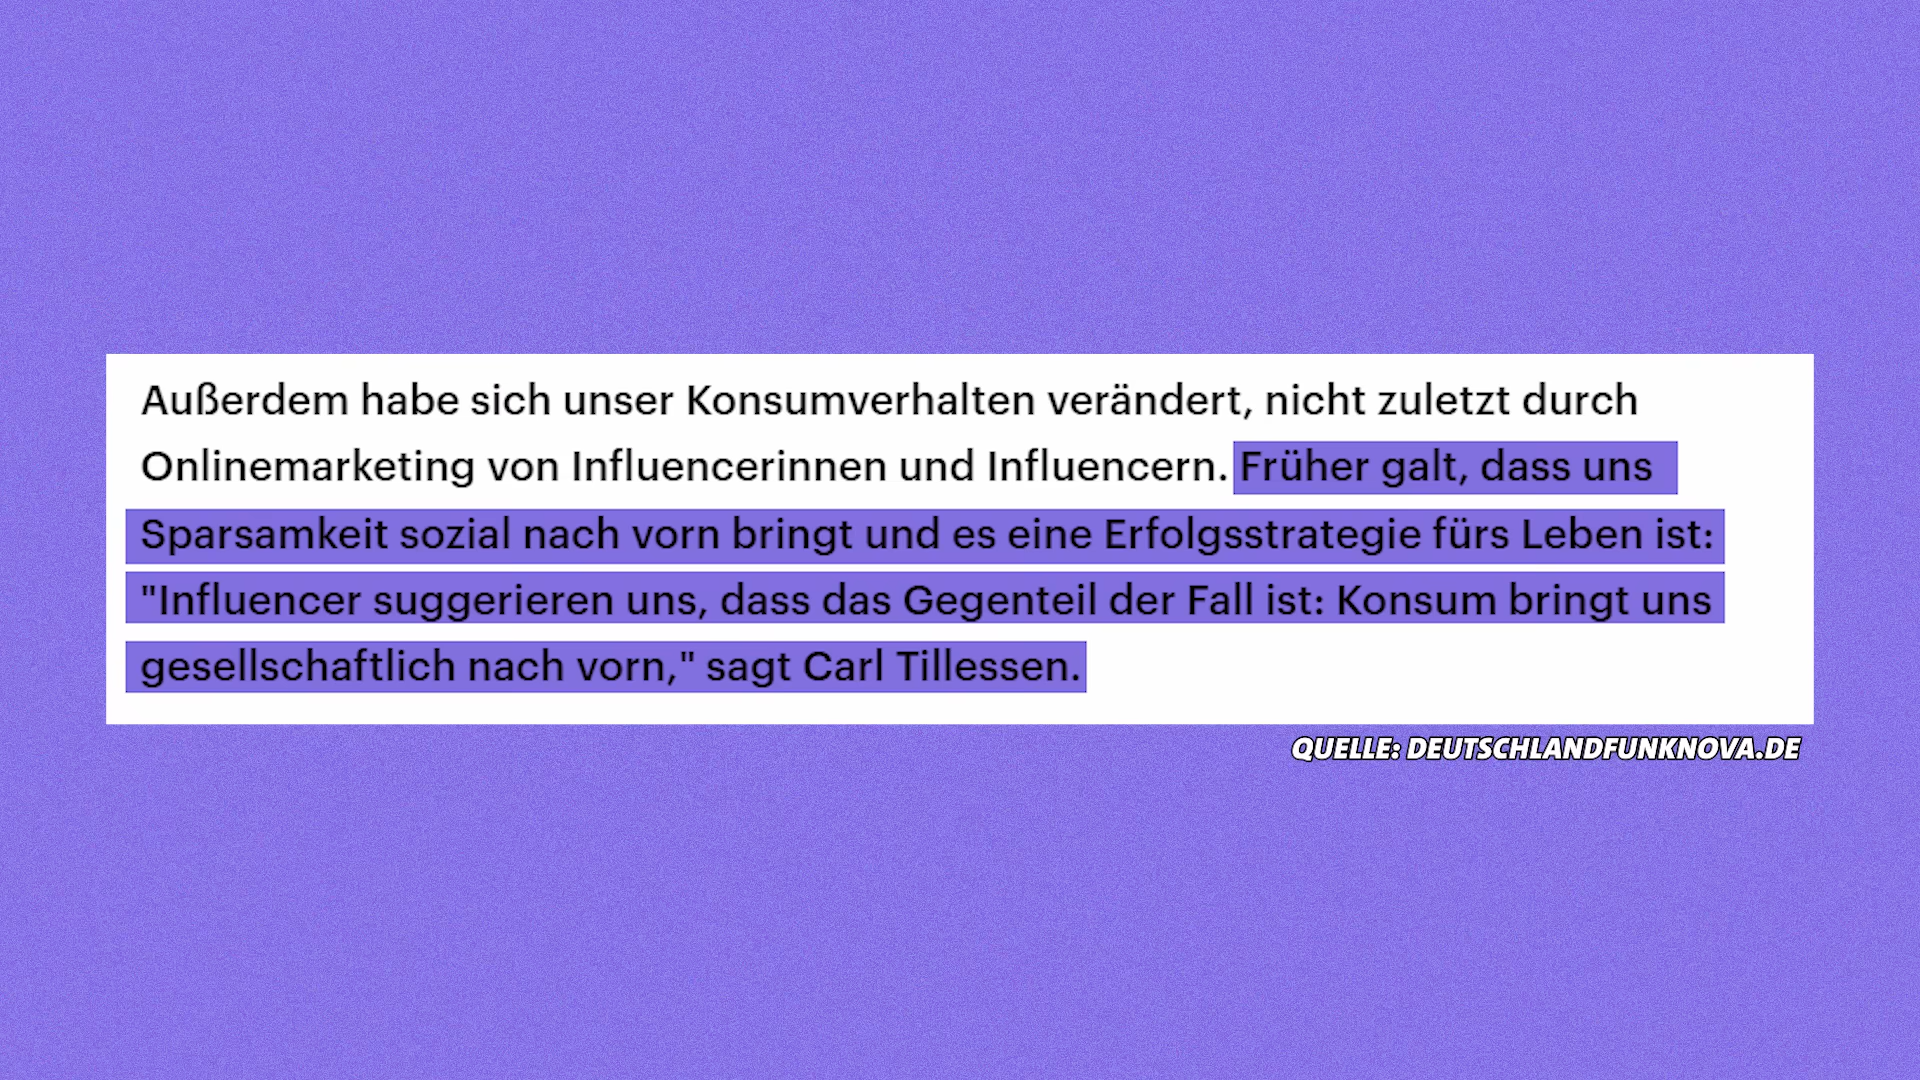 Außerdem habe sich unser Konsumverhalten verändert, nicht zuletzt durch
Onlinemarketing von Influencerinnen und Influencern. Früher galt, dass uns
Sparsamkeit sozial nach vorn bringt und es eine Erfolgsstrategie fürs Leben ist:
"Influencer suggerieren uns, dass das Gegenteil der Fall ist: Konsum bringt uns
gesellschaftlich nach vorn," sagt Carl Tillessen.
QUELLE: DEUTSCHLANDFUNKNOVA.DE